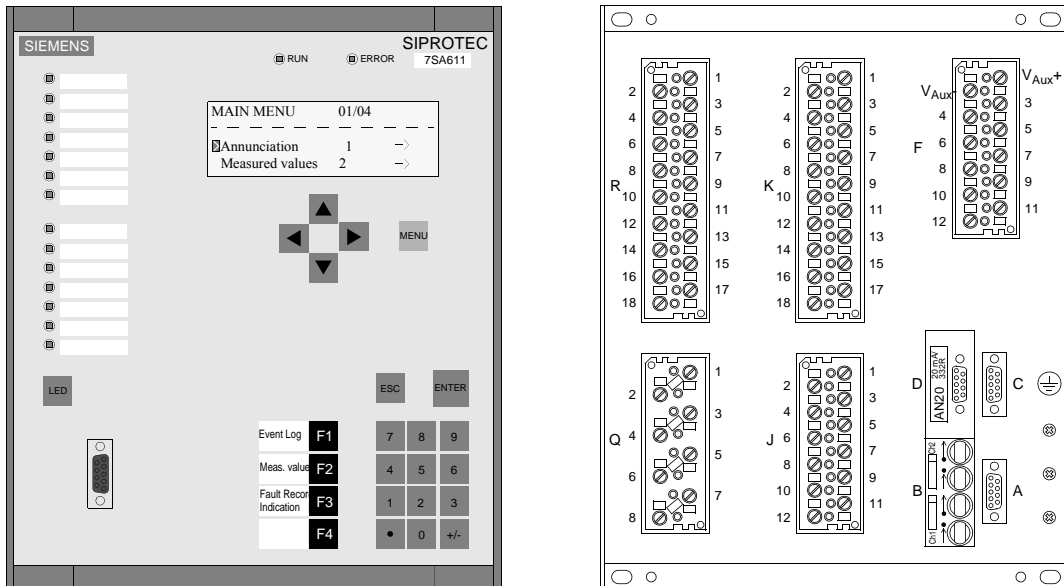 SIEMENS
SIPROTEC
RUN ERROR 7SA611
MAIN MENU 01/04
Annunciation 1
Measured values 2
MENU
LED
ESC ENTER
Event Log F1 7 8 9
Meas. value F2 4 5 6
Fault Recor F3 1 2 3
Indication
F4 0 +/-
R
1
2
3
4
5
6
7
8
9
10
11
12
13
14
15
16
17
18
K
1
2
3
4
5
6
7
8
9
10
11
12
13
14
15
16
17
18
F
VAux+
VAux-
3
4
5
6
7
8
9
10
11
12
Q
1
2
3
4
5
6
7
8
J
1
2
3
4
5
6
7
8
9
10
11
12
D
AN20
20 mA/
332R
C
B
Ch2
Ch1
A